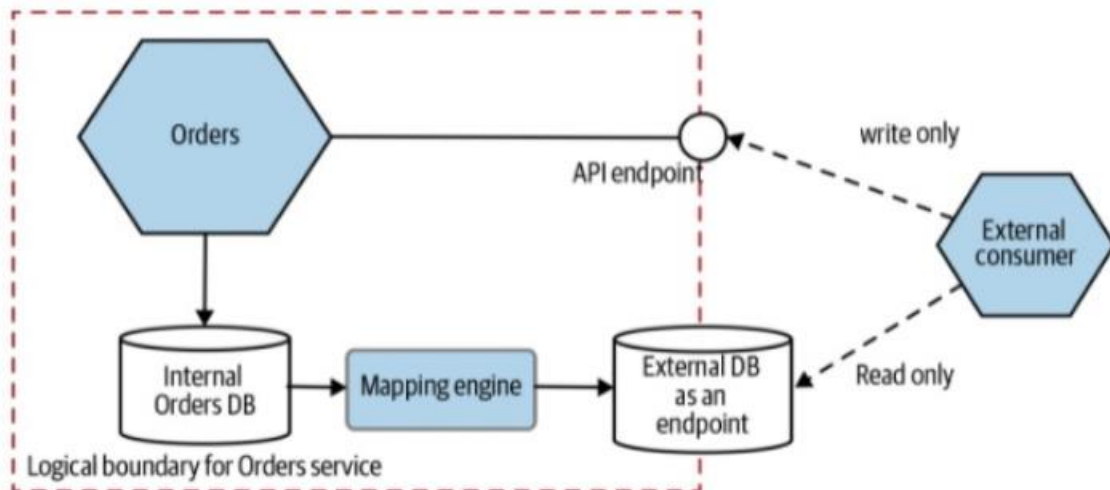 Orders
write only
API endpoint
External
consumer
Internal
Orders DB
Mapping engine
External DB
as an
endpoint
Read only
Logical boundary for Orders service